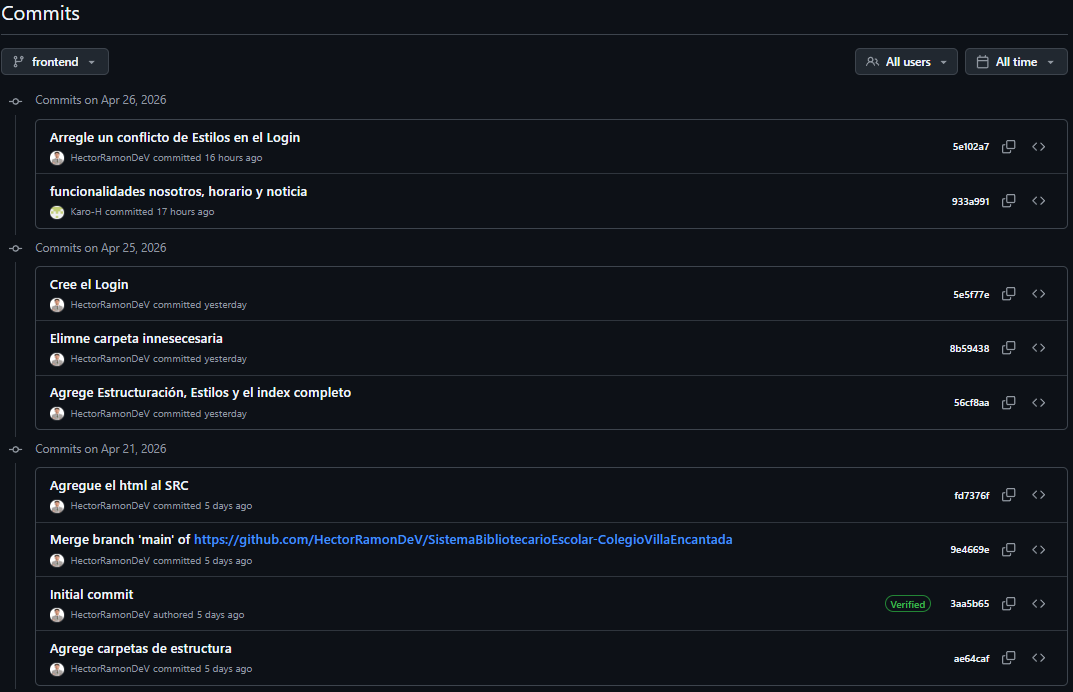 Commits
frontend
All users
All time
Commits on Apr 26, 2026
Arregle un conflicto de Estilos en el Login
HectorRamonDeV committed 16 hours ago
5e102a7
funcionalidades nosotros, horario y noticia
Karo-H committed 17 hours ago
933a991
Commits on Apr 25, 2026
Cree el Login
HectorRamonDeV committed yesterday
5e5f77e
Elimne carpeta innesecesaria
HectorRamonDeV committed yesterday
8b59438
Agrege Estructuración, Estilos y el index completo
HectorRamonDeV committed yesterday
56cf8aa
Commits on Apr 21, 2026
Agregue el html al SRC
HectorRamonDeV committed 5 days ago
fd7376f
Merge branch 'main' of https://github.com/HectorRamonDeV/SistemaBibliotecarioEscolar-ColegioVillaEncantada
HectorRamonDeV committed 5 days ago
9e4669e
Initial commit
HectorRamonDeV authored 5 days ago
Verified
3aa5b65
Agrege carpetas de estructura
HectorRamonDeV committed 5 days ago
ae64caf